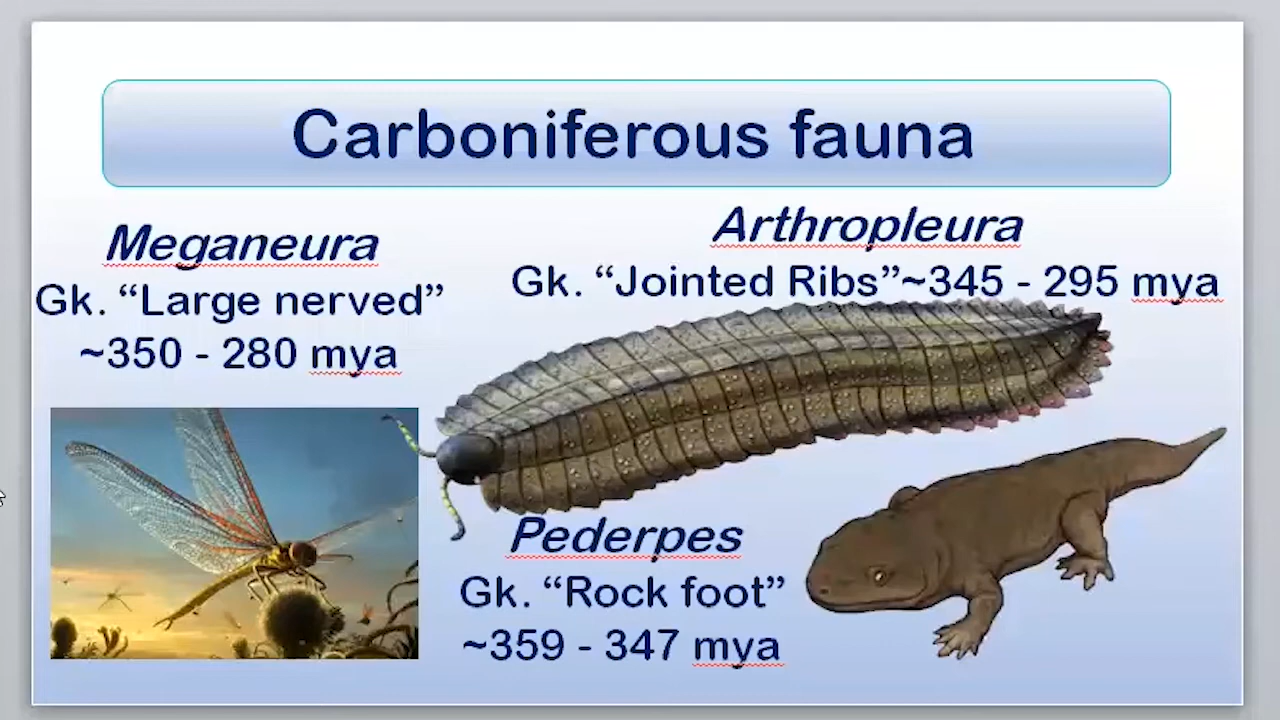 Carboniferous fauna
Meganeura
Gk. “Large nerved”
~350 - 280 mya
Arthropleura
Gk. “Jointed Ribs”~345 - 295 mya
Pederpes
Gk. “Rock foot”
~359 - 347 mya